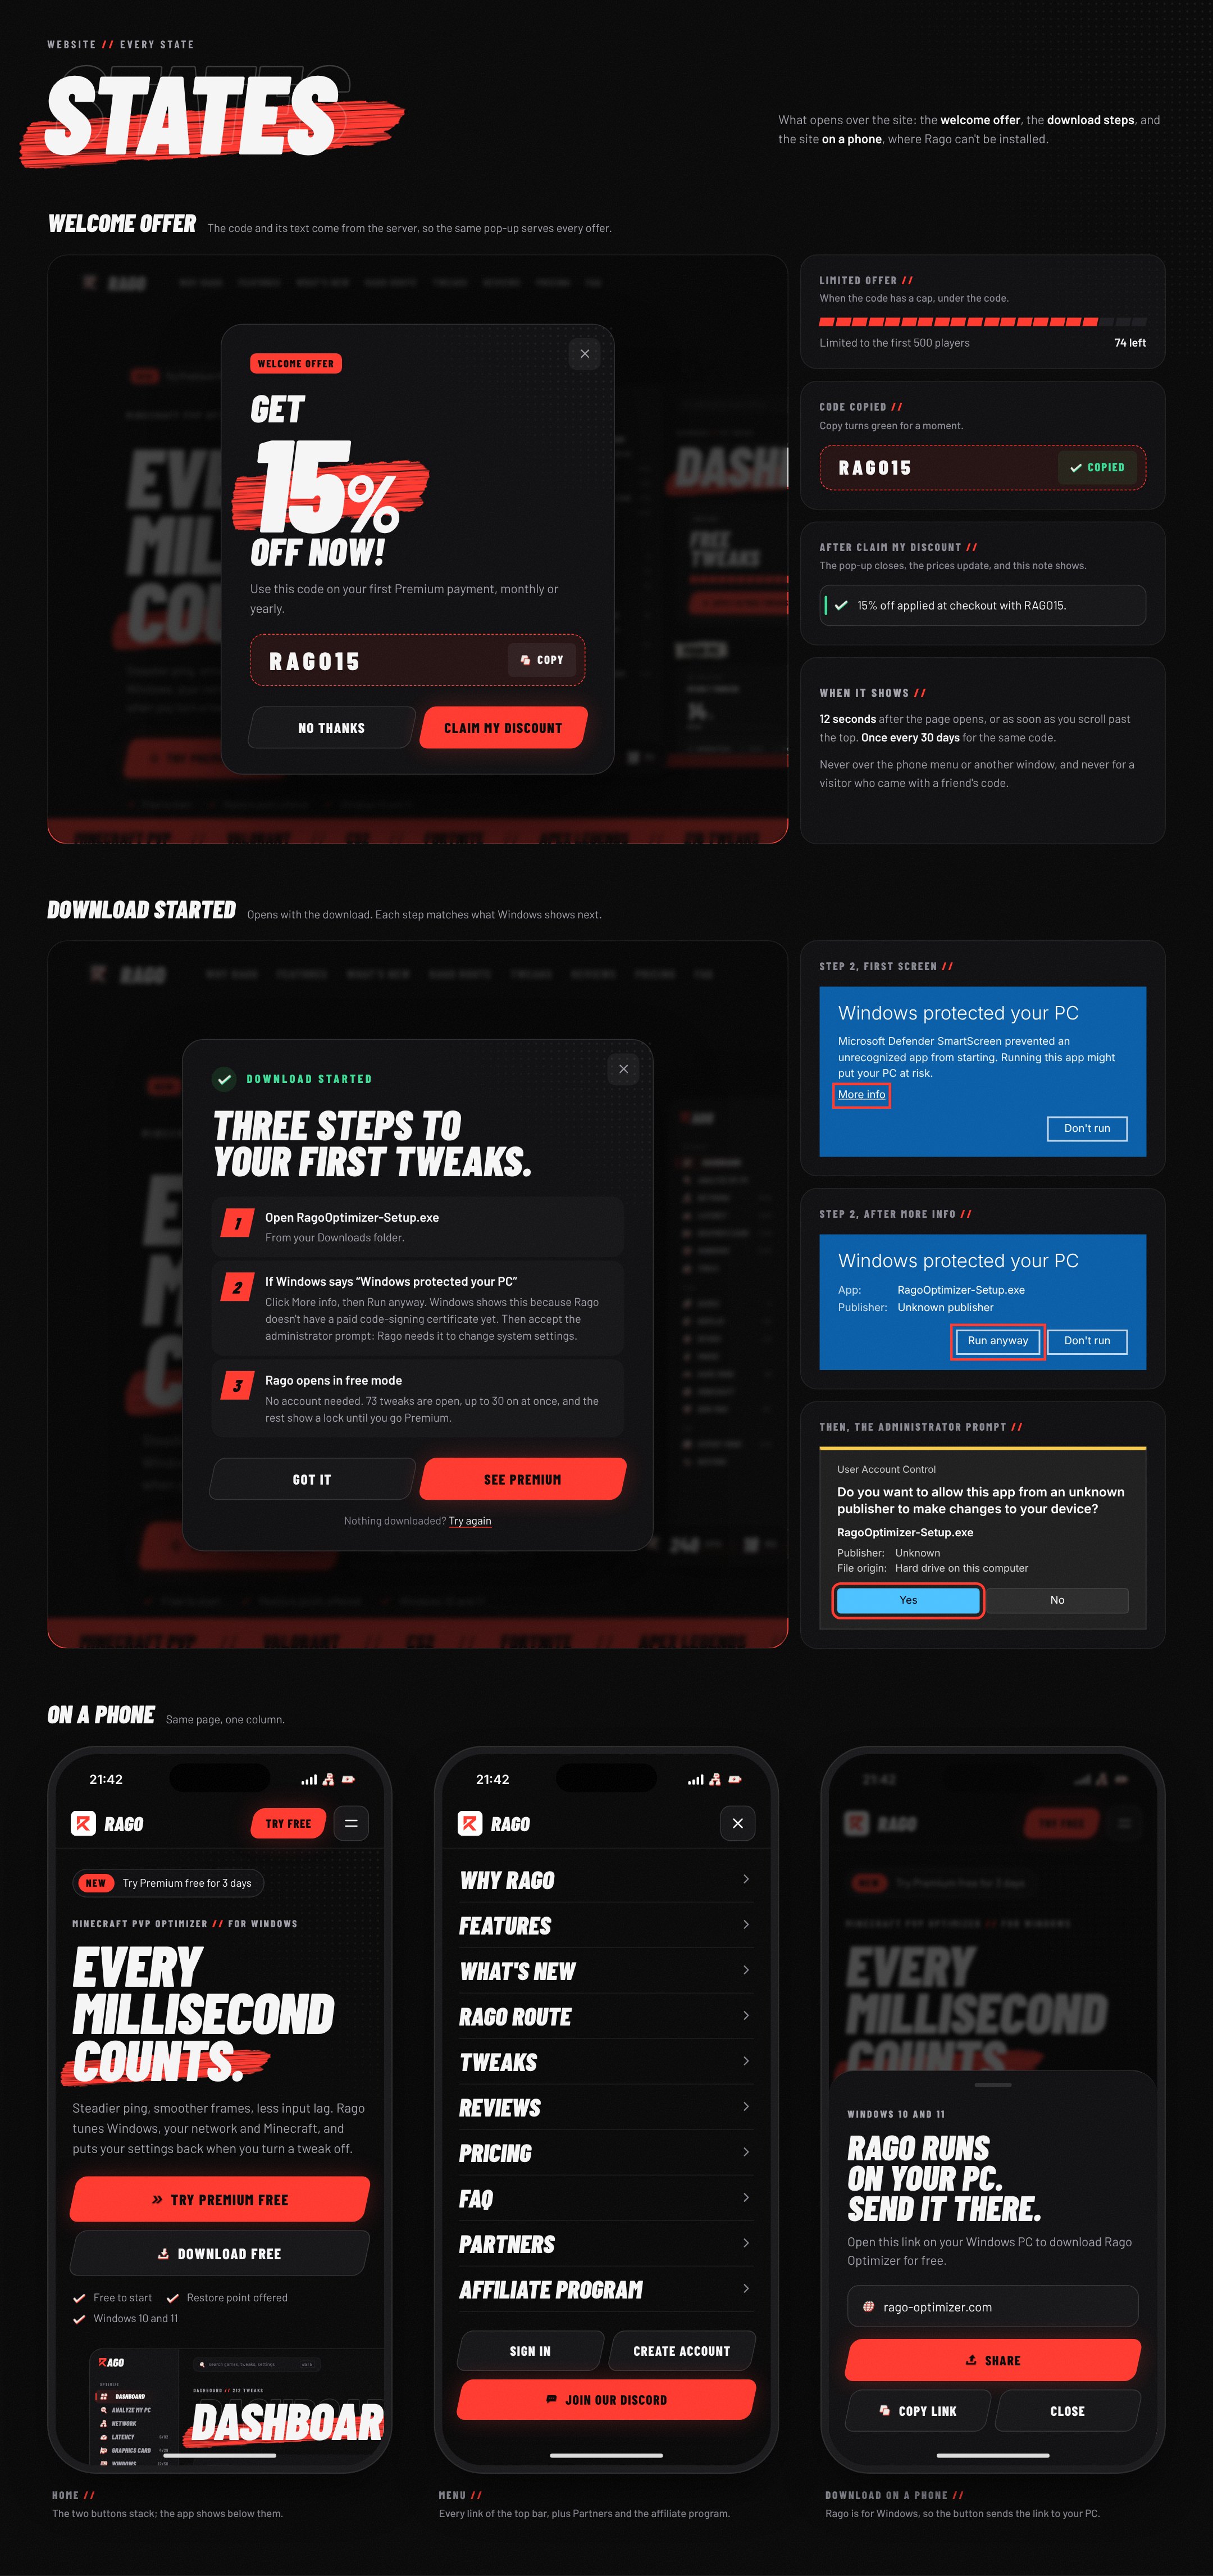 WEBSITE // EVERY STATE
STATES
What opens over the site: the welcome offer, the download steps, and
the site on a phone, where Rago can't be installed.
WELCOME OFFER
The code and its text come from the server, so the same pop-up serves every offer.
RAGO
WELCOME OFFER
GET
15%
OFF NOW!
Use this code on your first Premium payment, monthly or
yearly.
RAGO15
COPY
NO THANKS
CLAIM MY DISCOUNT
LIMITED OFFER //
When the code has a cap, under the code.
Limited to the first 500 players
74 left
CODE COPIED //
Copy turns green for a moment.
RAGO15
COPIED
AFTER CLAIM MY DISCOUNT //
The pop-up closes, the prices update, and this note shows.
15% off applied at checkout with RAGO15.
WHEN IT SHOWS //
12 seconds after the page opens, or as soon as you scroll past
the top. Once every 30 days for the same code.
Never over the phone menu or another window, and never for a
visitor who came with a friend's code.
DOWNLOAD STARTED
Opens with the download. Each step matches what Windows shows next.
RAGO
DOWNLOAD STARTED
THREE STEPS TO
YOUR FIRST TWEAKS.
1
Open RagoOptimizer-Setup.exe
From your Downloads folder.
2
If Windows says “Windows protected your PC”
Click More info, then Run anyway. Windows shows this because Rago
doesn't have a paid code-signing certificate yet. Then accept the
administrator prompt: Rago needs it to change system settings.
3
Rago opens in free mode
No account needed. 73 tweaks are open, up to 30 on at once, and the
rest show a lock until you go Premium.
GOT IT
SEE PREMIUM
Nothing downloaded? Try again
STEP 2, FIRST SCREEN //
Windows protected your PC
Microsoft Defender SmartScreen prevented an
unrecognized app from starting. Running this app might
put your PC at risk.
More info
Don't run
STEP 2, AFTER MORE INFO //
Windows protected your PC
App: RagoOptimizer-Setup.exe
Publisher: Unknown publisher
Run anyway
Don't run
THEN, THE ADMINISTRATOR PROMPT //
User Account Control
Do you want to allow this app from an unknown
publisher to make changes to your device?
RagoOptimizer-Setup.exe
Publisher: Unknown
File origin: Hard drive on this computer
Yes
No
ON A PHONE
Same page, one column.
21:42
RAGO
TRY FREE
NEW Try Premium free for 3 days
MINECRAFT PVP OPTIMIZER // FOR WINDOWS
EVERY
MILLISECOND
COUNTS.
Steadier ping, smoother frames, less input lag. Rago
tunes Windows, your network and Minecraft, and
puts your settings back when you turn a tweak off.
TRY PREMIUM FREE
DOWNLOAD FREE
Free to start
Restore point offered
Windows 10 and 11
RAGO
DASHBOARD
ANALYZE MY PC
NETWORK
LATENCY
GRAPHICS CARD
WINDOWS
DASHBOAR
HOME //
The two buttons stack; the app shows below them.
21:42
RAGO
WHY RAGO
FEATURES
WHAT'S NEW
RAGO ROUTE
TWEAKS
REVIEWS
PRICING
FAQ
PARTNERS
AFFILIATE PROGRAM
SIGN IN
CREATE ACCOUNT
JOIN OUR DISCORD
MENU //
Every link of the top bar, plus Partners and the affiliate program.
21:42
RAGO
TRY FREE
NEW Try Premium free for 3 days
EVERY
MILLISECOND
COUNTS
WINDOWS 10 AND 11
RAGO RUNS
ON YOUR PC.
SEND IT THERE.
Open this link on your Windows PC to download Rago
Optimizer for free.
rago-optimizer.com
SHARE
COPY LINK
CLOSE
DOWNLOAD ON A PHONE //
Rago is for Windows, so the button sends the link to your PC.